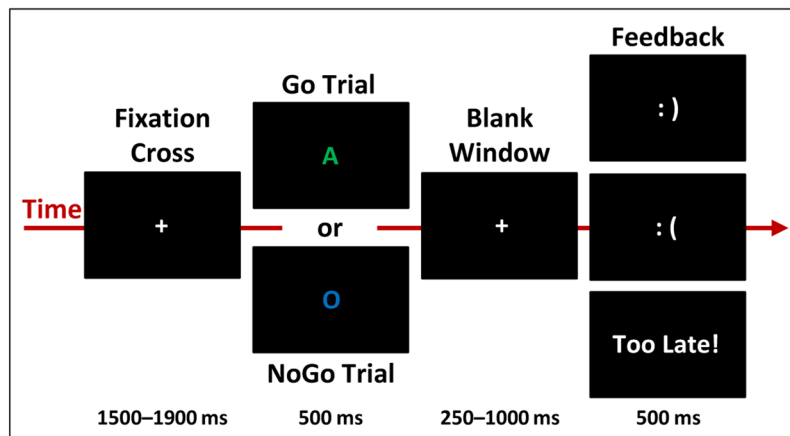 Fixation
Cross
+
1500–1900 ms
Time
Go Trial
A
or
O
NoGo Trial
500 ms
Blank
Window
+
250–1000 ms
Feedback
: )
: (
Too Late!
500 ms